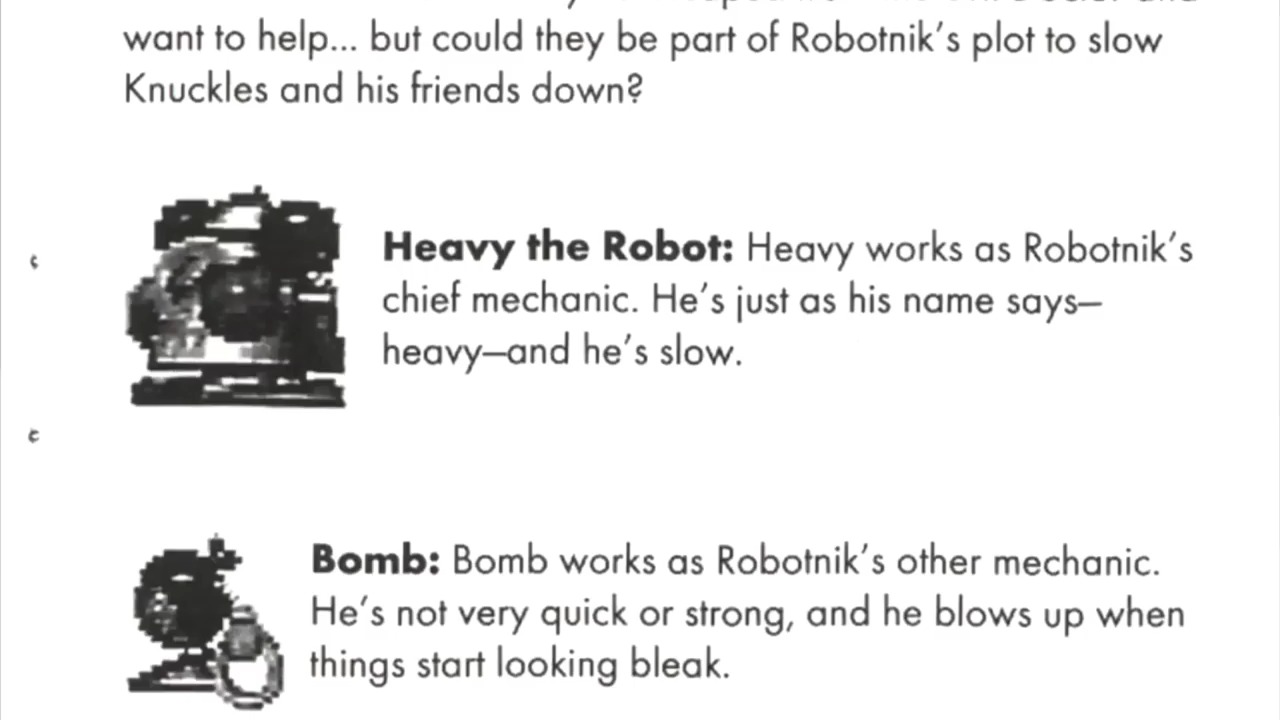 want to help... but could they be part of Robotnik's plot to slow
Knuckles and his friends down?
Heavy the Robot: Heavy works as Robotnik's
chief mechanic. He's just as his name says—
heavy—and he's slow.
Bomb: Bomb works as Robotnik's other mechanic.
He's not very quick or strong, and he blows up when
things start looking bleak.